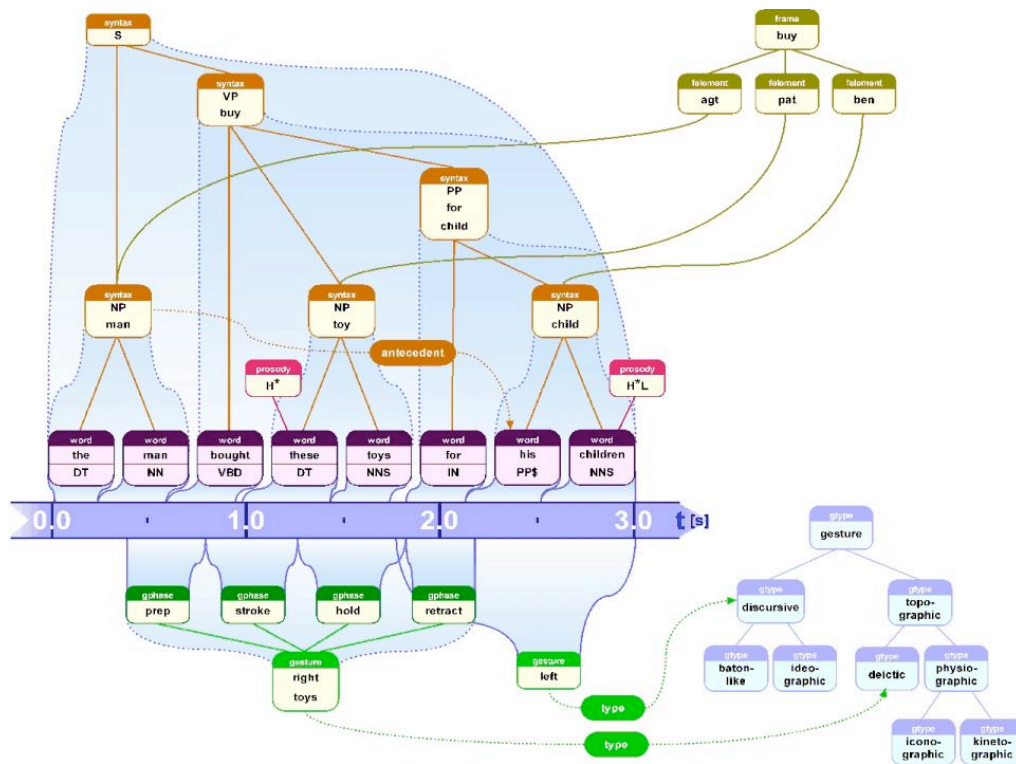 syntax
S
frame
buy
syntax
VP
buy
felement
agt
felement
pat
felement
ben
syntax
PP
for
child
syntax
NP
man
syntax
NP
toy
syntax
NP
child
antecedent
prosody
H*
prosody
H*L
word
the
DT
word
man
NN
word
bought
VBD
word
these
DT
word
toys
NNS
word
for
IN
word
his
PP$
word
children
NNS
0.0
1.0
2.0
3.0
t [s]
gphase
prep
gphase
stroke
gphase
hold
gphase
retract
gesture
right
toys
gesture
left
type
type
gtype
gesture
gtype
discursive
gtype
topo-
graphic
gtype
baton-
like
gtype
ideo-
graphic
gtype
deictic
gtype
physio-
graphic
gtype
icono-
graphic
gtype
kineto-
graphic